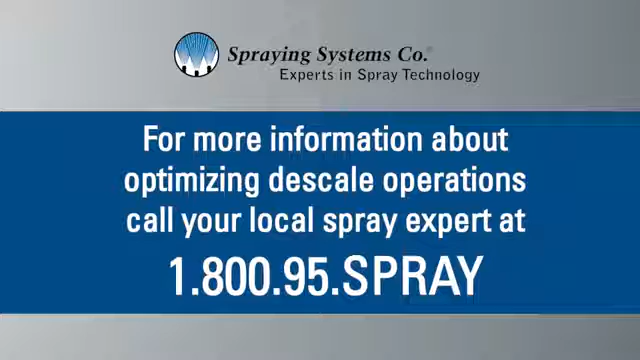 Spraying Systems Co.®
Experts in Spray Technology
For more information about
optimizing descale operations
call your local spray expert at
1.800.95.SPRAY